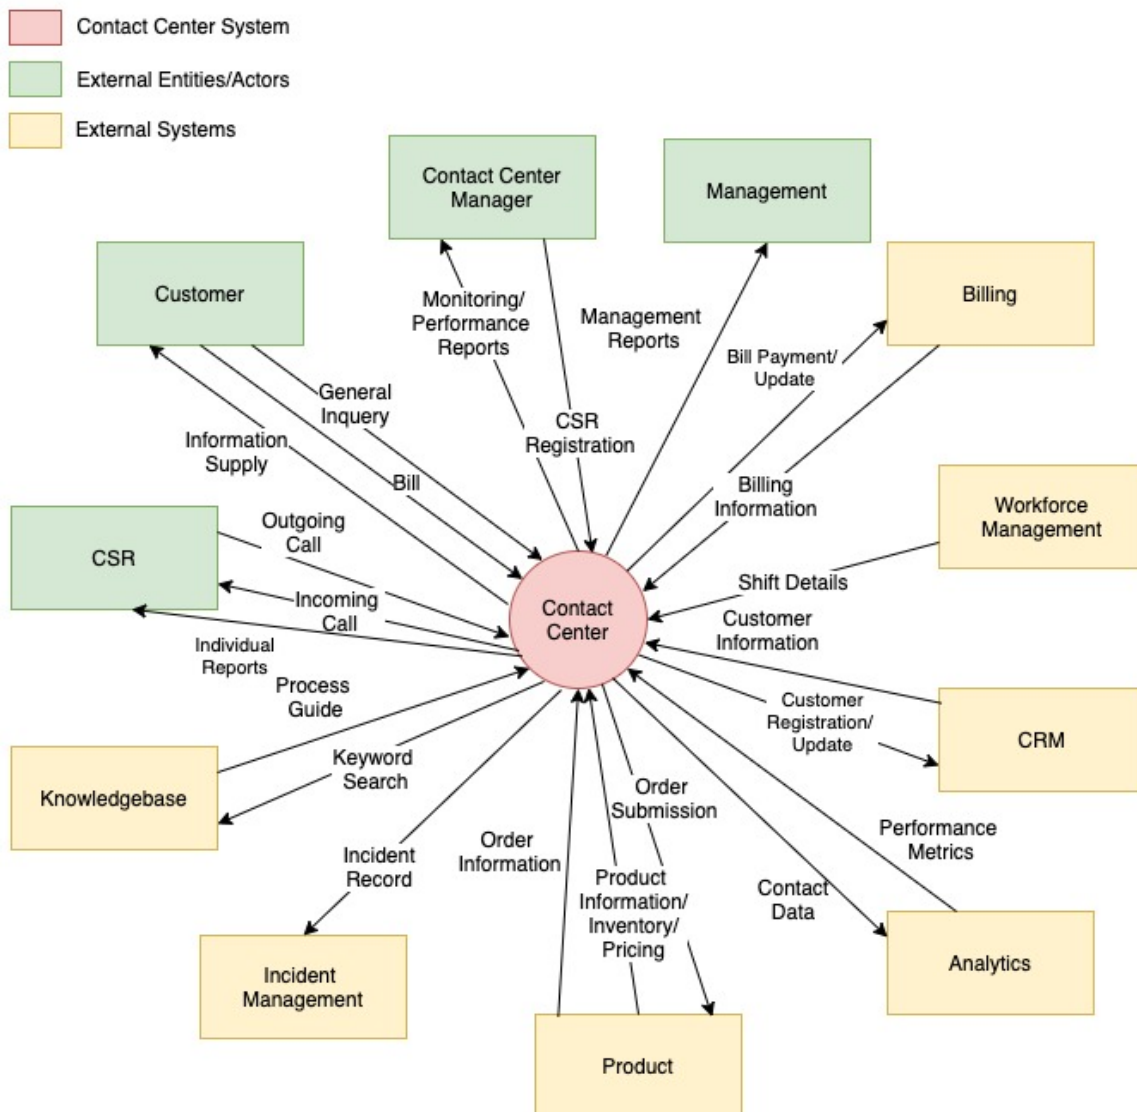 Contact Center System
External Entities/Actors
External Systems
Contact Center
Manager
Management
Customer
Billing
Monitoring/
Performance
Reports
Management
Reports
Bill Payment/
Update
General
Inquery
CSR
Registration
Information
Supply
Bill
Billing
Information
Workforce
Management
Outgoing
Call
CSR
Shift Details
Contact
Center
Incoming
Call
Customer
Information
Individual
Reports
Process
Guide
Customer
Registration/
Update
CRM
Keyword
Search
Knowledgebase
Order
Submission
Performance
Metrics
Order
Information
Incident
Record
Product
Information/
Inventory/
Pricing
Contact
Data
Analytics
Incident
Management
Product